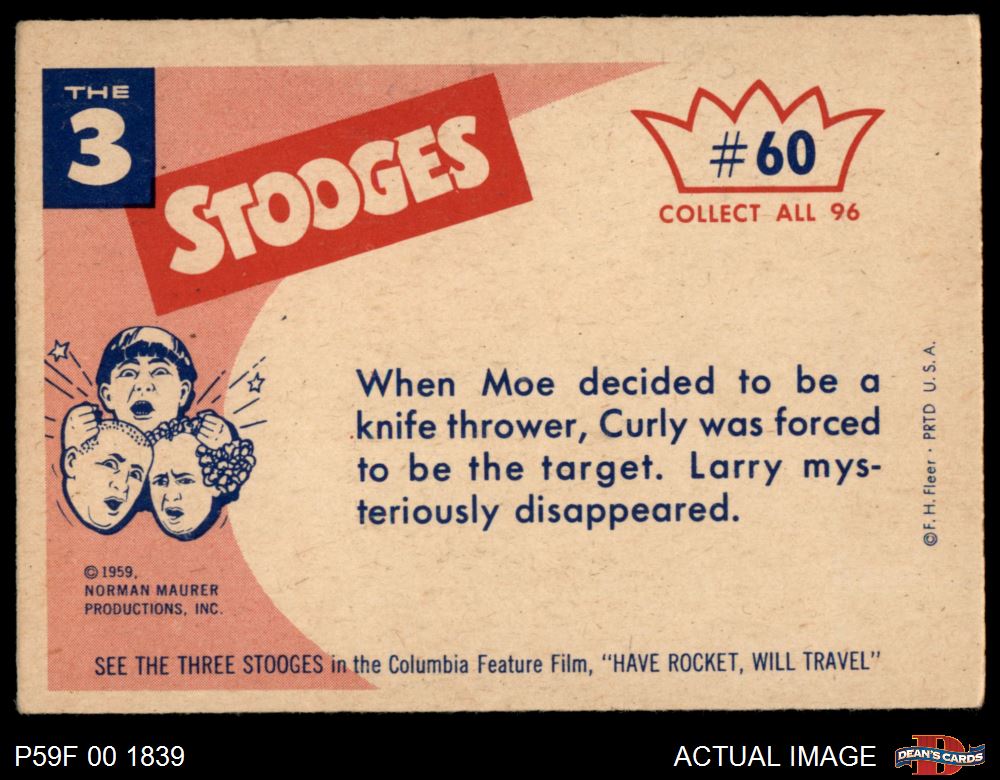 THE
3
STOOGES
#60
COLLECT ALL 96
When Moe decided to be a
knife thrower, Curly was forced
to be the target. Larry mys-
teriously disappeared.
©F. H. Fleer · PRTD U. S. A.
©1959,
NORMAN MAURER
PRODUCTIONS, INC.
SEE THE THREE STOOGES in the Columbia Feature Film, "HAVE ROCKET, WILL TRAVEL"
P59F 00 1839
ACTUAL IMAGE
D
DEAN'S CARDS